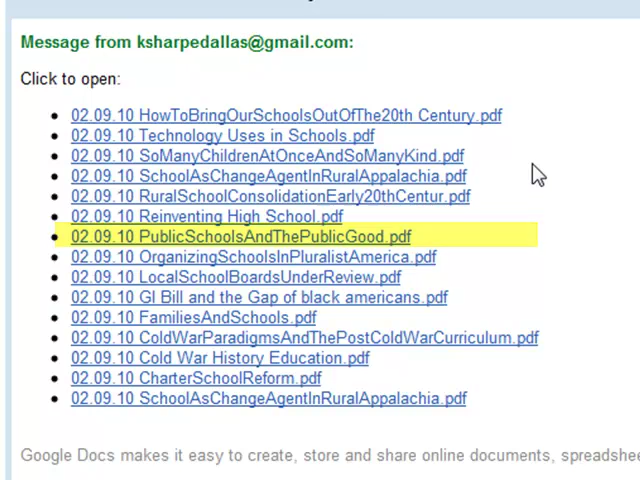 Message from ksharpedallas@gmail.com:
Click to open:
02.09.10 HowToBringOurSchoolsOutOfThe20th Century.pdf
02.09.10 Technology Uses in Schools.pdf
02.09.10 SoManyChildrenAtOnceAndSoManyKind.pdf
02.09.10 SchoolAsChangeAgentInRuralAppalachia.pdf
02.09.10 RuralSchoolConsolidationEarly20thCentur.pdf
02.09.10 Reinventing High School.pdf
02.09.10 PublicSchoolsAndThePublicGood.pdf
02.09.10 OrganizingSchoolsInPluralistAmerica.pdf
02.09.10 LocalSchoolBoardsUnderReview.pdf
02.09.10 GI Bill and the Gap of black americans.pdf
02.09.10 FamiliesAndSchools.pdf
02.09.10 ColdWarParadigmsAndThePostColdWarCurriculum.pdf
02.09.10 Cold War History Education.pdf
02.09.10 CharterSchoolReform.pdf
02.09.10 SchoolAsChangeAgentInRuralAppalachia.pdf
Google Docs makes it easy to create, store and share online documents, spreadshee